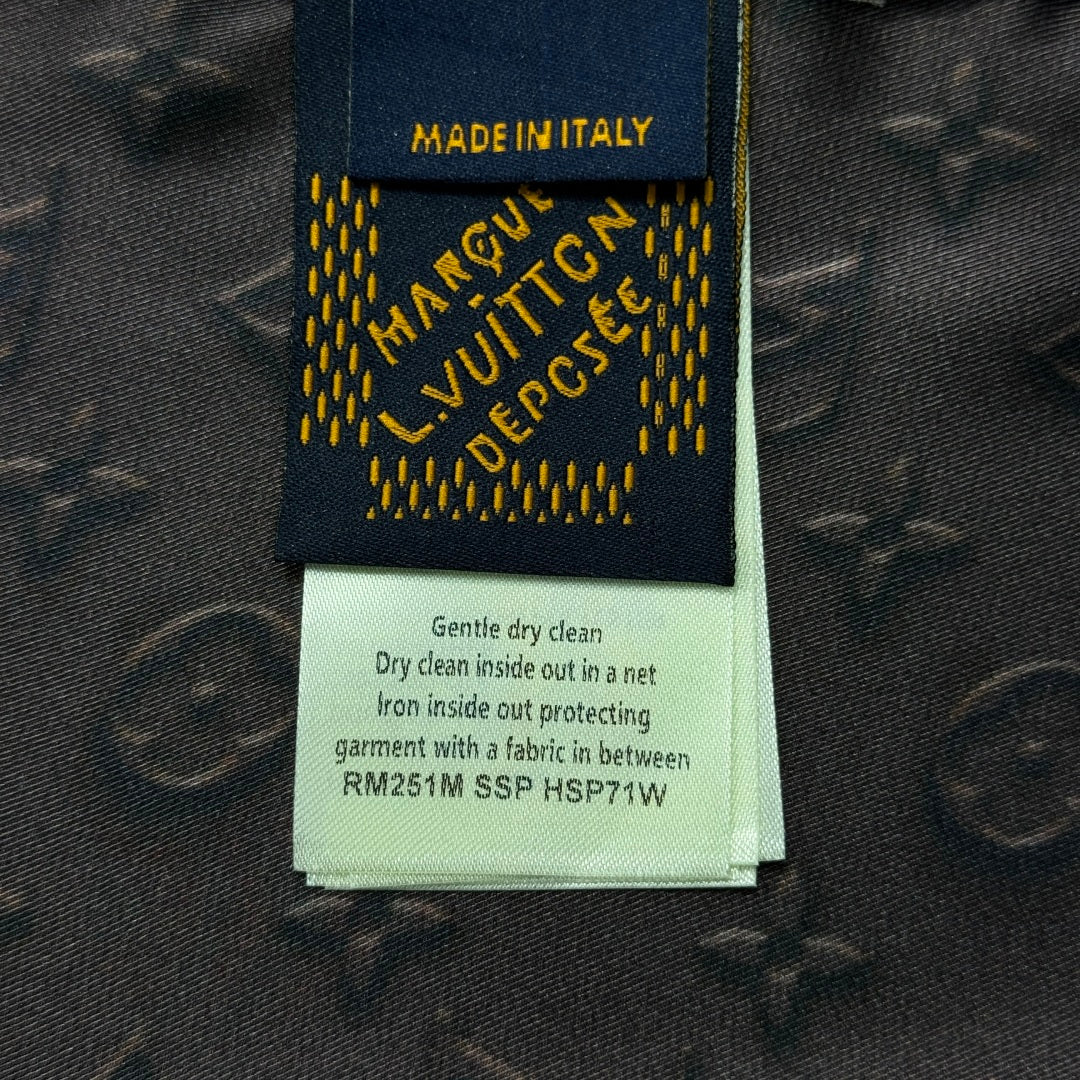 MADE IN ITALY
MARQUE
L.VUITTON
DÉPOSÉE
Gentle dry clean
Dry clean inside out in a net
Iron inside out protecting
garment with a fabric in between
RM251M SSP HSP71W